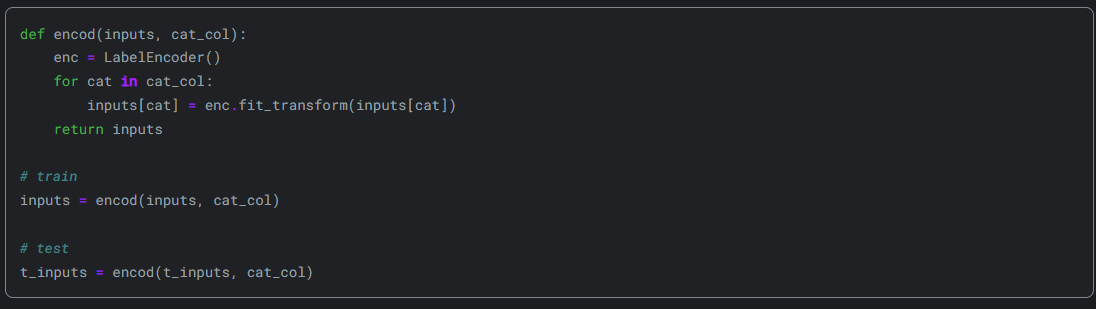 def encod(inputs, cat_col):
    enc = LabelEncoder()
    for cat in cat_col:
        inputs[cat] = enc.fit_transform(inputs[cat])
    return inputs

# train
inputs = encod(inputs, cat_col)

# test
t_inputs = encod(t_inputs, cat_col)